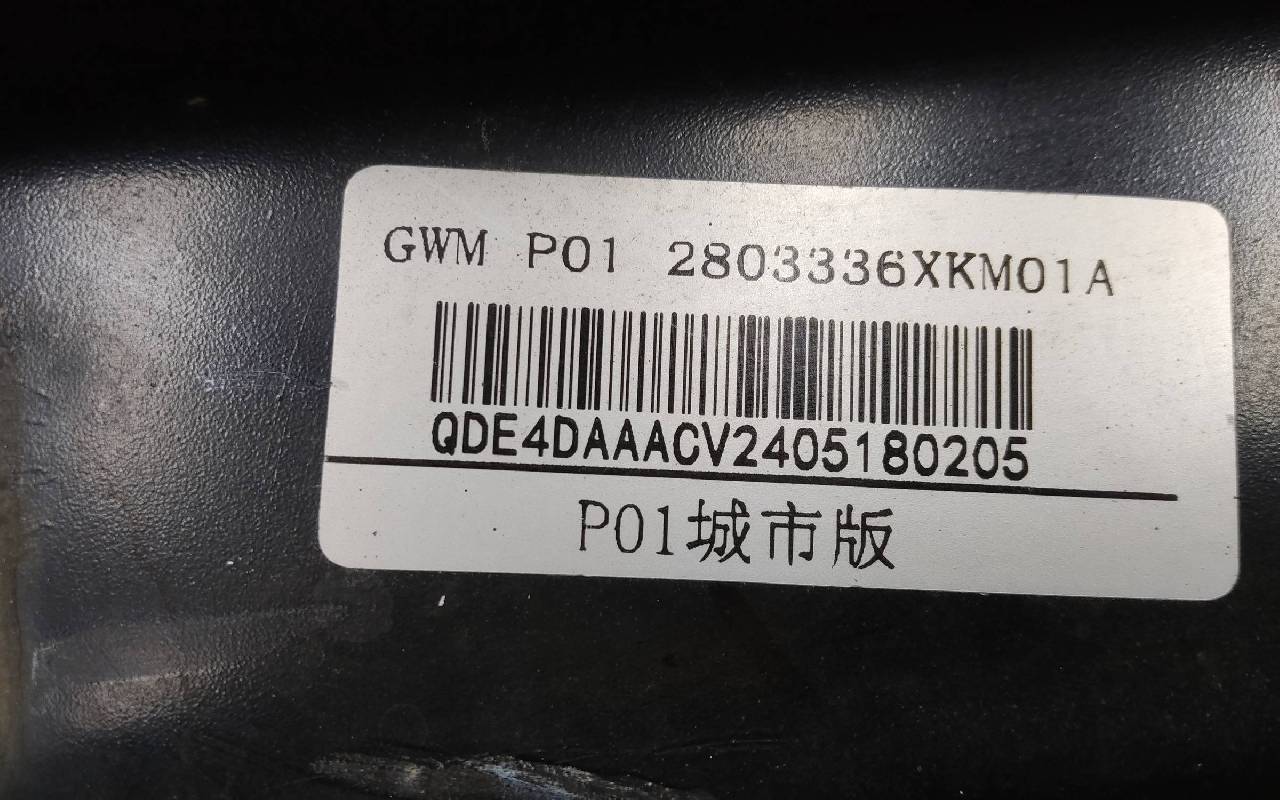 GWM P01 2803336XKM01A
QDE4DAAACV2405180205
P01城市版